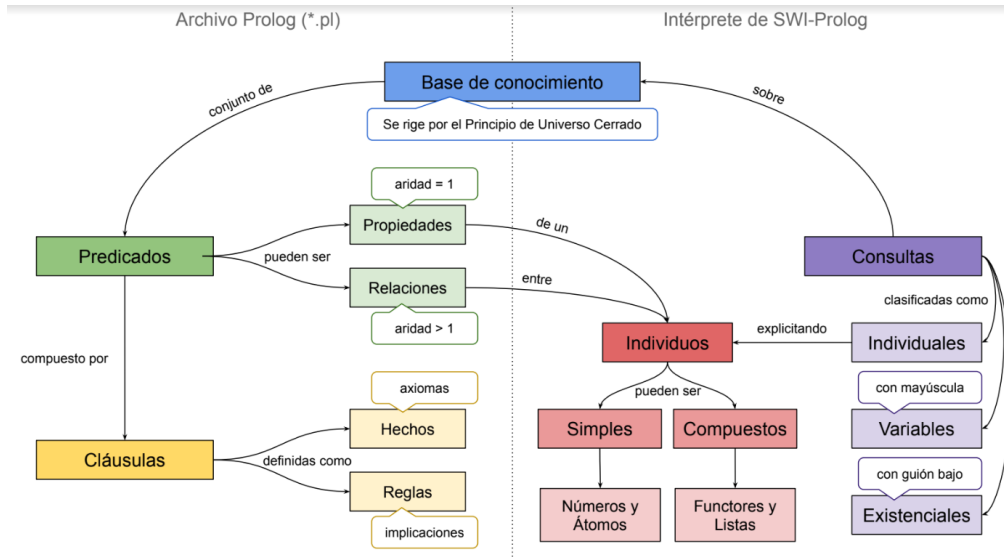 Archivo Prolog (*.pl)
Intérprete de SWI-Prolog
Base de conocimiento
conjunto de
sobre
Se rige por el Principio de Universo Cerrado
aridad = 1
Propiedades
de un
Predicados
pueden ser
Consultas
Relaciones
entre
clasificadas como
aridad > 1
explicitando
Individuos
Individuales
compuesto por
axiomas
pueden ser
con mayúscula
Hechos
Simples
Compuestos
Variables
Cláusulas
definidas como
con guión bajo
Reglas
Números y
Átomos
Functores y
Listas
Existenciales
implicaciones